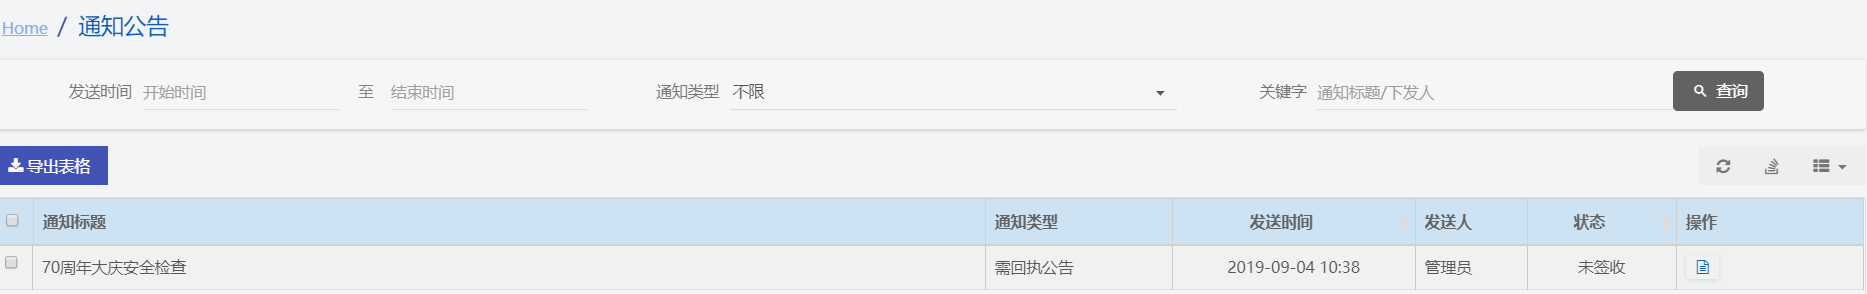 Home / 通知公告
发送时间 开始时间 至 结束时间 通知类型 不限 关键字 通知标题/下发人 查询
导出表格
通知标题 通知类型 发送时间 发送人 状态 操作
70周年大庆安全检查 需回执公告 2019-09-04 10:38 管理员 未签收